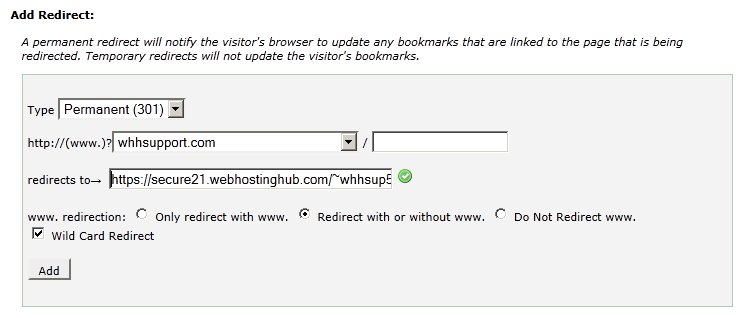 Add Redirect:
A permanent redirect will notify the visitor's browser to update any bookmarks that are linked to the page that is being
redirected. Temporary redirects will not update the visitor's bookmarks.
Type Permanent (301)
http://(www.)? whhsupport.com /
redirects to→ https://secure21.webhostinghub.com/~whhsup5
www. redirection: Only redirect with www. Redirect with or without www. Do Not Redirect www.
Wild Card Redirect
Add